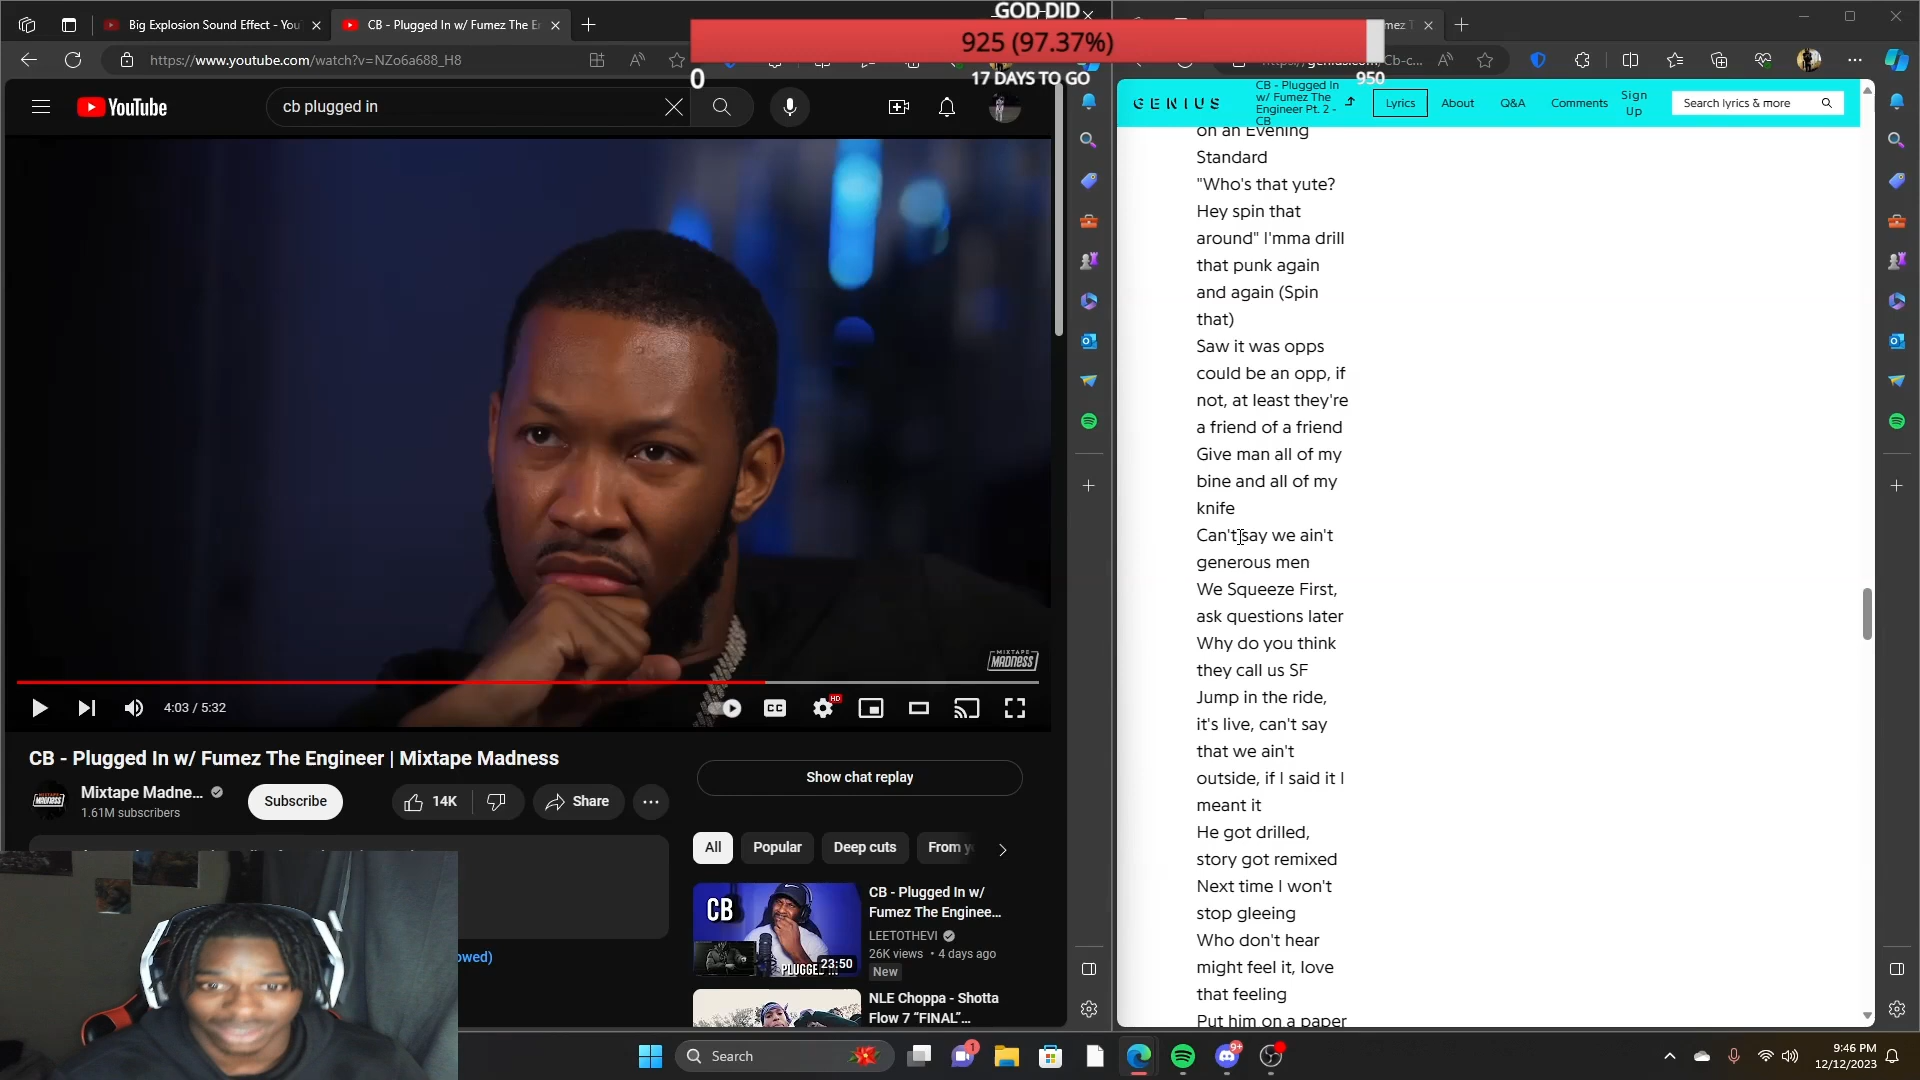 Big Explosion Sound Effect - You
CB - Plugged In w/ Fumez The E
GOD DID
925 (97.37%)
0
17 DAYS TO GO
950
https://www.youtube.com/watch?v=NZo6a688_H8
YouTube
cb plugged in
GENIUS
CB - Plugged In
w/ Fumez The
Engineer Pt. 2 -
CB
Lyrics
About
Q&A
Comments
Sign
Up
Search lyrics & more
on an Evening
Standard
"Who's that yute?
Hey spin that
around" I'mma drill
that punk again
and again (Spin
that)
Saw it was opps
could be an opp, if
not, at least they're
a friend of a friend
Give man all of my
bine and all of my
knife
Can't say we ain't
generous men
We Squeeze First,
ask questions later
Why do you think
they call us SF
Jump in the ride,
it's live, can't say
that we ain't
outside, if I said it I
meant it
He got drilled,
story got remixed
Next time I won't
stop gleeing
Who don't hear
might feel it, love
that feeling
Put him on a paper
MIXTAPE
MADNESS
4:03 / 5:32
CC
HD
CB - Plugged In w/ Fumez The Engineer | Mixtape Madness
Mixtape Madne...
1.61M subscribers
Subscribe
14K
Share
Show chat replay
All
Popular
Deep cuts
From y
owed)
CB
PLUGGED
23:50
CB - Plugged In w/
Fumez The Enginee...
LEETOTHEVI
26K views • 4 days ago
New
NLE Choppa - Shotta
Flow 7 “FINAL”...
Search
1
9+
9:46 PM
12/12/2023